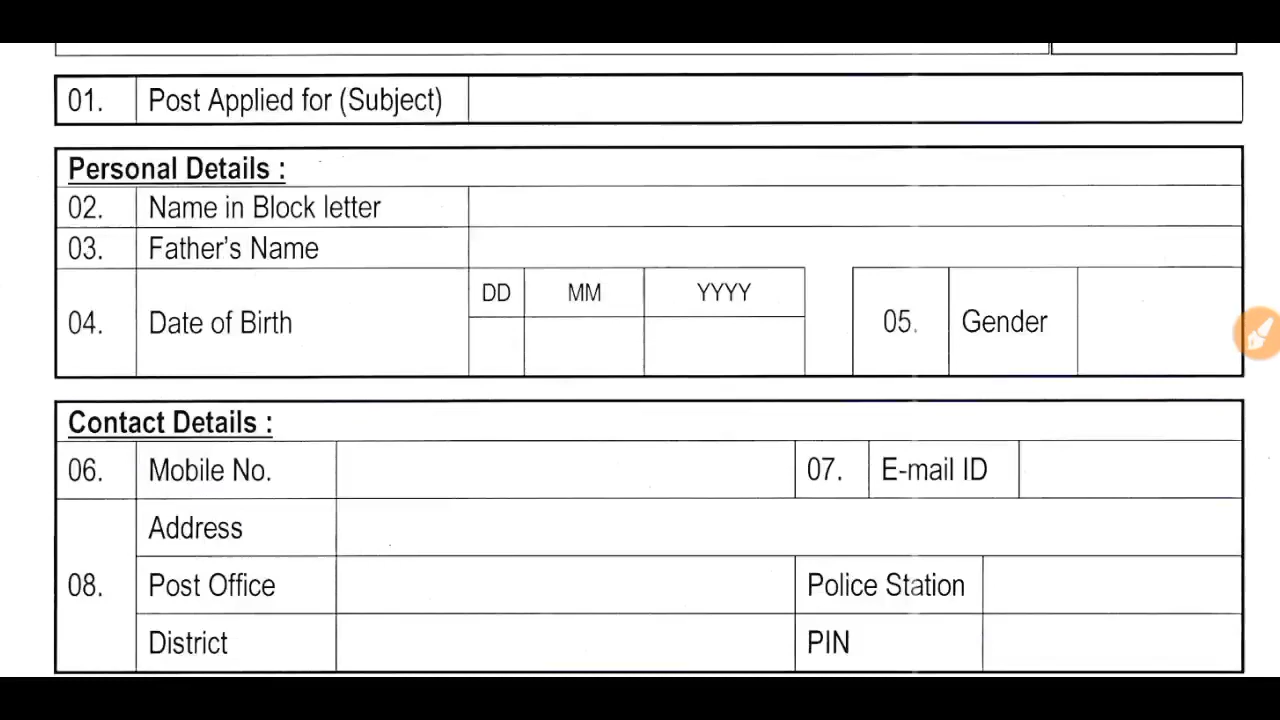 01. Post Applied for (Subject)
Personal Details :
02. Name in Block letter
03. Father's Name
DD MM YYYY
04. Date of Birth 05. Gender
Contact Details :
06. Mobile No. 07. E-mail ID
Address
08. Post Office Police Station
District PIN